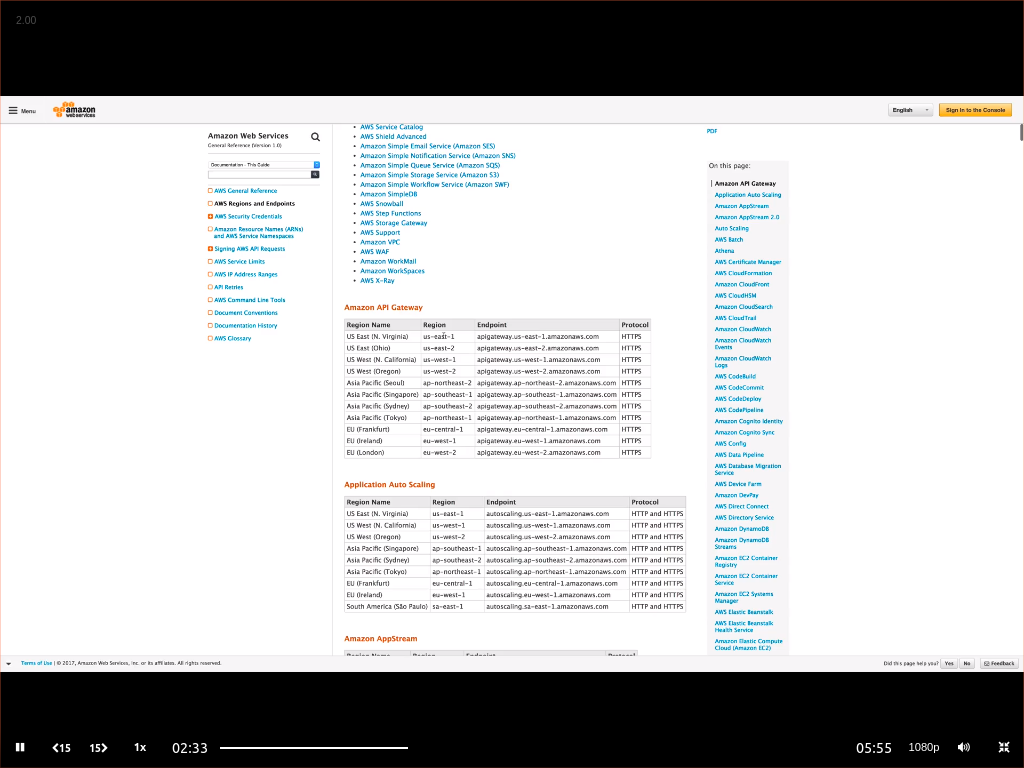 2.00
Menu
amazon
web services
English
Sign In to the Console
Amazon Web Services
General Reference (Version 1.0)
Documentation - This Guide
AWS General Reference
AWS Regions and Endpoints
AWS Security Credentials
Amazon Resource Names (ARNs)
and AWS Service Namespaces
Signing AWS API Requests
AWS Service Limits
AWS IP Address Ranges
API Retries
AWS Command Line Tools
Document Conventions
Documentation History
AWS Glossary
AWS Service Catalog
AWS Shield Advanced
Amazon Simple Email Service (Amazon SES)
Amazon Simple Notification Service (Amazon SNS)
Amazon Simple Queue Service (Amazon SQS)
Amazon Simple Storage Service (Amazon S3)
Amazon Simple Workflow Service (Amazon SWF)
Amazon SimpleDB
AWS Snowball
AWS Step Functions
AWS Storage Gateway
AWS Support
Amazon VPC
AWS WAF
Amazon WorkMail
Amazon WorkSpaces
AWS X-Ray
Amazon API Gateway
Region Name Region Endpoint Protocol
US East (N. Virginia) us-east-1 apigateway.us-east-1.amazonaws.com HTTPS
US East (Ohio) us-east-2 apigateway.us-east-2.amazonaws.com HTTPS
US West (N. California) us-west-1 apigateway.us-west-1.amazonaws.com HTTPS
US West (Oregon) us-west-2 apigateway.us-west-2.amazonaws.com HTTPS
Asia Pacific (Seoul) ap-northeast-2 apigateway.ap-northeast-2.amazonaws.com HTTPS
Asia Pacific (Singapore) ap-southeast-1 apigateway.ap-southeast-1.amazonaws.com HTTPS
Asia Pacific (Sydney) ap-southeast-2 apigateway.ap-southeast-2.amazonaws.com HTTPS
Asia Pacific (Tokyo) ap-northeast-1 apigateway.ap-northeast-1.amazonaws.com HTTPS
EU (Frankfurt) eu-central-1 apigateway.eu-central-1.amazonaws.com HTTPS
EU (Ireland) eu-west-1 apigateway.eu-west-1.amazonaws.com HTTPS
EU (London) eu-west-2 apigateway.eu-west-2.amazonaws.com HTTPS
Application Auto Scaling
Region Name Region Endpoint Protocol
US East (N. Virginia) us-east-1 autoscaling.us-east-1.amazonaws.com HTTP and HTTPS
US West (N. California) us-west-1 autoscaling.us-west-1.amazonaws.com HTTP and HTTPS
US West (Oregon) us-west-2 autoscaling.us-west-2.amazonaws.com HTTP and HTTPS
Asia Pacific (Singapore) ap-southeast-1 autoscaling.ap-southeast-1.amazonaws.com HTTP and HTTPS
Asia Pacific (Sydney) ap-southeast-2 autoscaling.ap-southeast-2.amazonaws.com HTTP and HTTPS
Asia Pacific (Tokyo) ap-northeast-1 autoscaling.ap-northeast-1.amazonaws.com HTTP and HTTPS
EU (Frankfurt) eu-central-1 autoscaling.eu-central-1.amazonaws.com HTTP and HTTPS
EU (Ireland) eu-west-1 autoscaling.eu-west-1.amazonaws.com HTTP and HTTPS
South America (São Paulo) sa-east-1 autoscaling.sa-east-1.amazonaws.com HTTP and HTTPS
Amazon AppStream
Region Name Region Endpoint Protocol
PDF
On this page:
Amazon API Gateway
Application Auto Scaling
Amazon AppStream
Amazon AppStream 2.0
Auto Scaling
AWS Batch
Athena
AWS Certificate Manager
AWS CloudFormation
Amazon CloudFront
AWS CloudHSM
Amazon CloudSearch
AWS CloudTrail
Amazon CloudWatch
Amazon CloudWatch
Events
Amazon CloudWatch
Logs
AWS CodeBuild
AWS CodeCommit
AWS CodeDeploy
AWS CodePipeline
Amazon Cognito Identity
Amazon Cognito Sync
AWS Config
AWS Data Pipeline
AWS Database Migration
Service
AWS Device Farm
Amazon DevPay
AWS Direct Connect
AWS Directory Service
Amazon DynamoDB
Amazon DynamoDB
Streams
Amazon EC2 Container
Registry
Amazon EC2 Container
Service
Amazon EC2 Systems
Manager
AWS Elastic Beanstalk
AWS Elastic Beanstalk
Health Service
Amazon Elastic Compute
Cloud (Amazon EC2)
Terms of Use | © 2017, Amazon Web Services, Inc. or its affiliates. All rights reserved.
Did this page help you? Yes No Feedback
15 15 1x 02:33 05:55 1080p